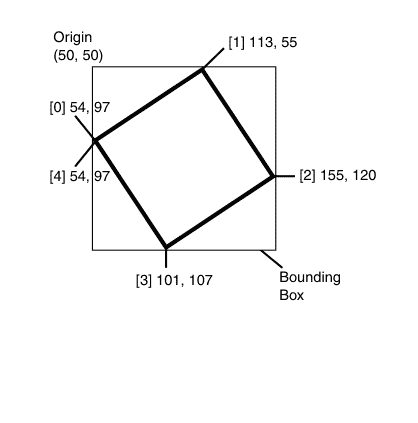 Origin
(50, 50)
[1] 113, 55
[0] 54, 97
[4] 54, 97
[2] 155, 120
[3] 101, 107
Bounding
Box